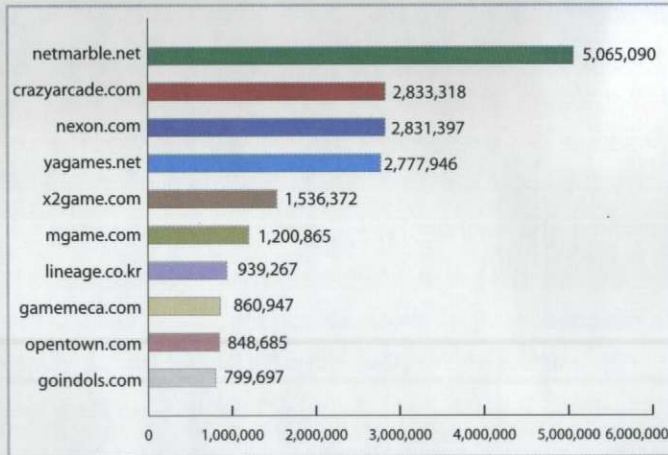 netmarble.net 5,065,090
crazyarcade.com 2,833,318
nexon.com 2,831,397
yagames.net 2,777,946
x2game.com 1,536,372
mgame.com 1,200,865
lineage.co.kr 939,267
gamemeca.com 860,947
opentown.com 848,685
goindols.com 799,697
0 1,000,000 2,000,000 3,000,000 4,000,000 5,000,000 6,000,000